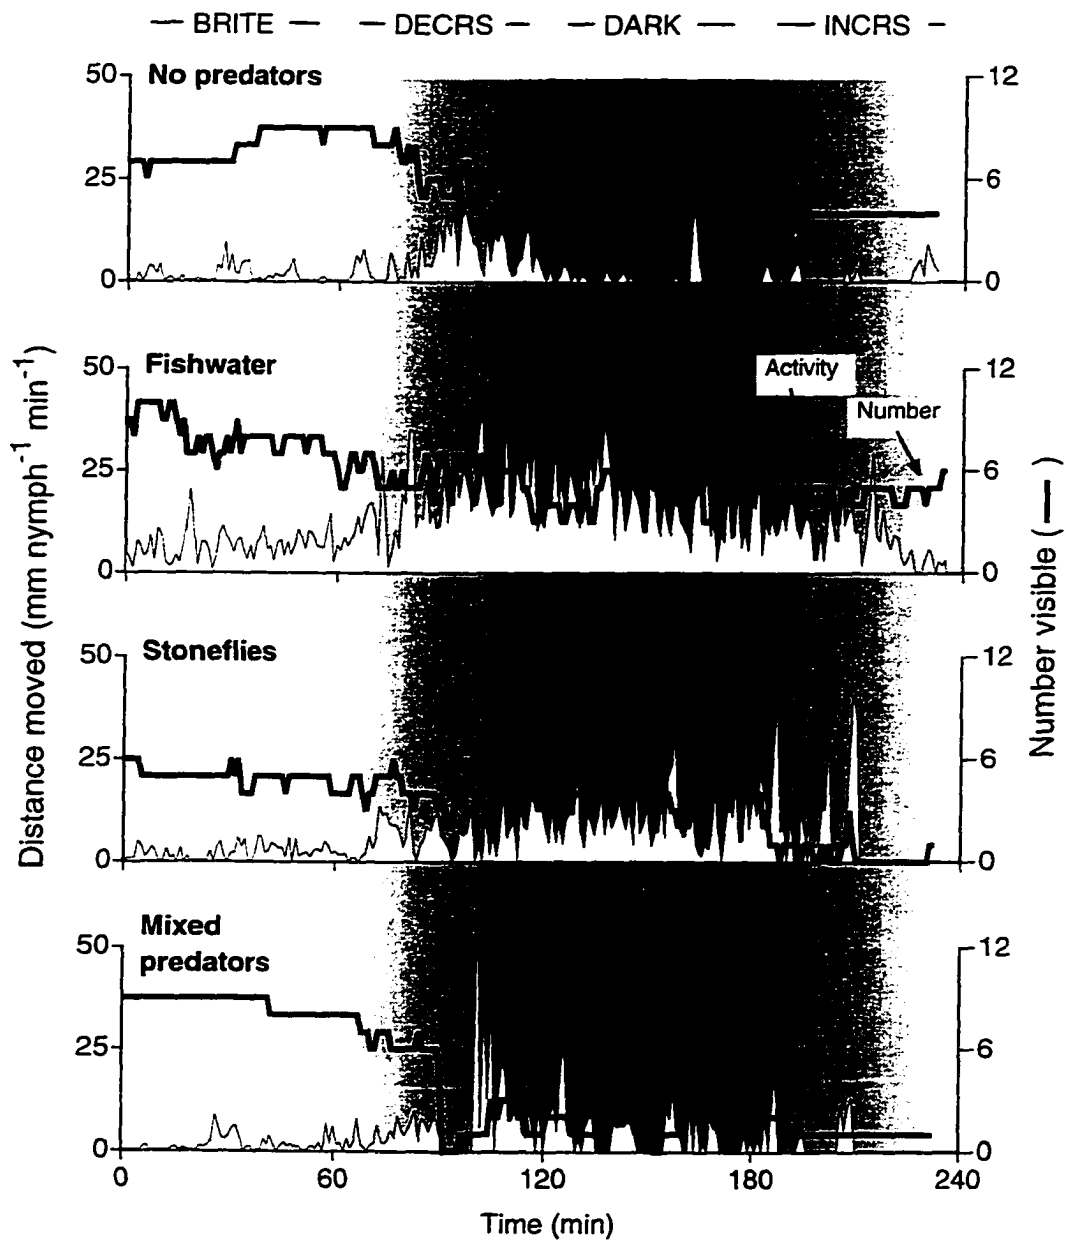 — BRITE — — DECRS — — DARK — — INCRS —
50 No predators 12
25 6
0 0
50 Fishwater 12
Activity
Number
25 6
0 0
50 Stoneflies 12
25 6
0 0
Mixed
50 predators 12
25 6
0 0
0 60 120 180 240
Time (min)
Distance moved (mm nymph⁻¹ min⁻¹)
Number visible (—)